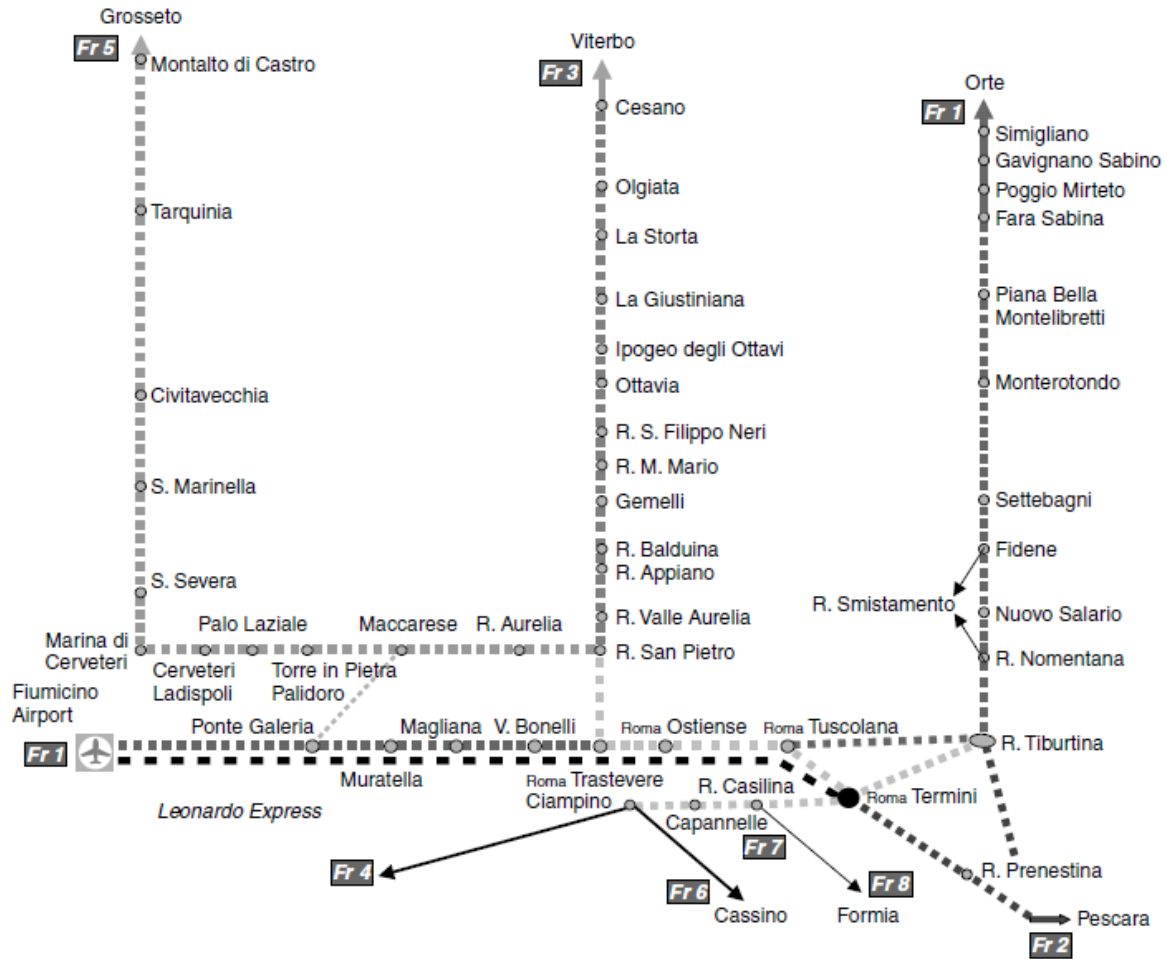 Grosseto
Fr 5
Montalto di Castro
Tarquinia
Civitavecchia
S. Marinella
S. Severa
Marina di
Cerveteri
Palo Laziale
Maccarese
R. Aurelia
Cerveteri
Ladispoli
Torre in Pietra
Palidoro
Viterbo
Fr 3
Cesano
Olgiata
La Storta
La Giustiniana
Ipogeo degli Ottavi
Ottavia
R. S. Filippo Neri
R. M. Mario
Gemelli
R. Balduina
R. Appiano
R. Valle Aurelia
R. San Pietro
Orte
Fr 1
Simigliano
Gavignano Sabino
Poggio Mirteto
Fara Sabina
Piana Bella
Montelibretti
Monterotondo
Settebagni
Fidene
R. Smistamento
Nuovo Salario
R. Nomentana
R. Tiburtina
Fiumicino
Airport
Fr 1
Ponte Galeria
Magliana
V. Bonelli
Roma Ostiense
Roma Tuscolana
Muratella
Leonardo Express
Roma Trastevere
Ciampino
R. Casilina
Capannelle
Roma Termini
Fr 7
Fr 4
Fr 6
Cassino
Fr 8
Formia
R. Prenestina
Pescara
Fr 2